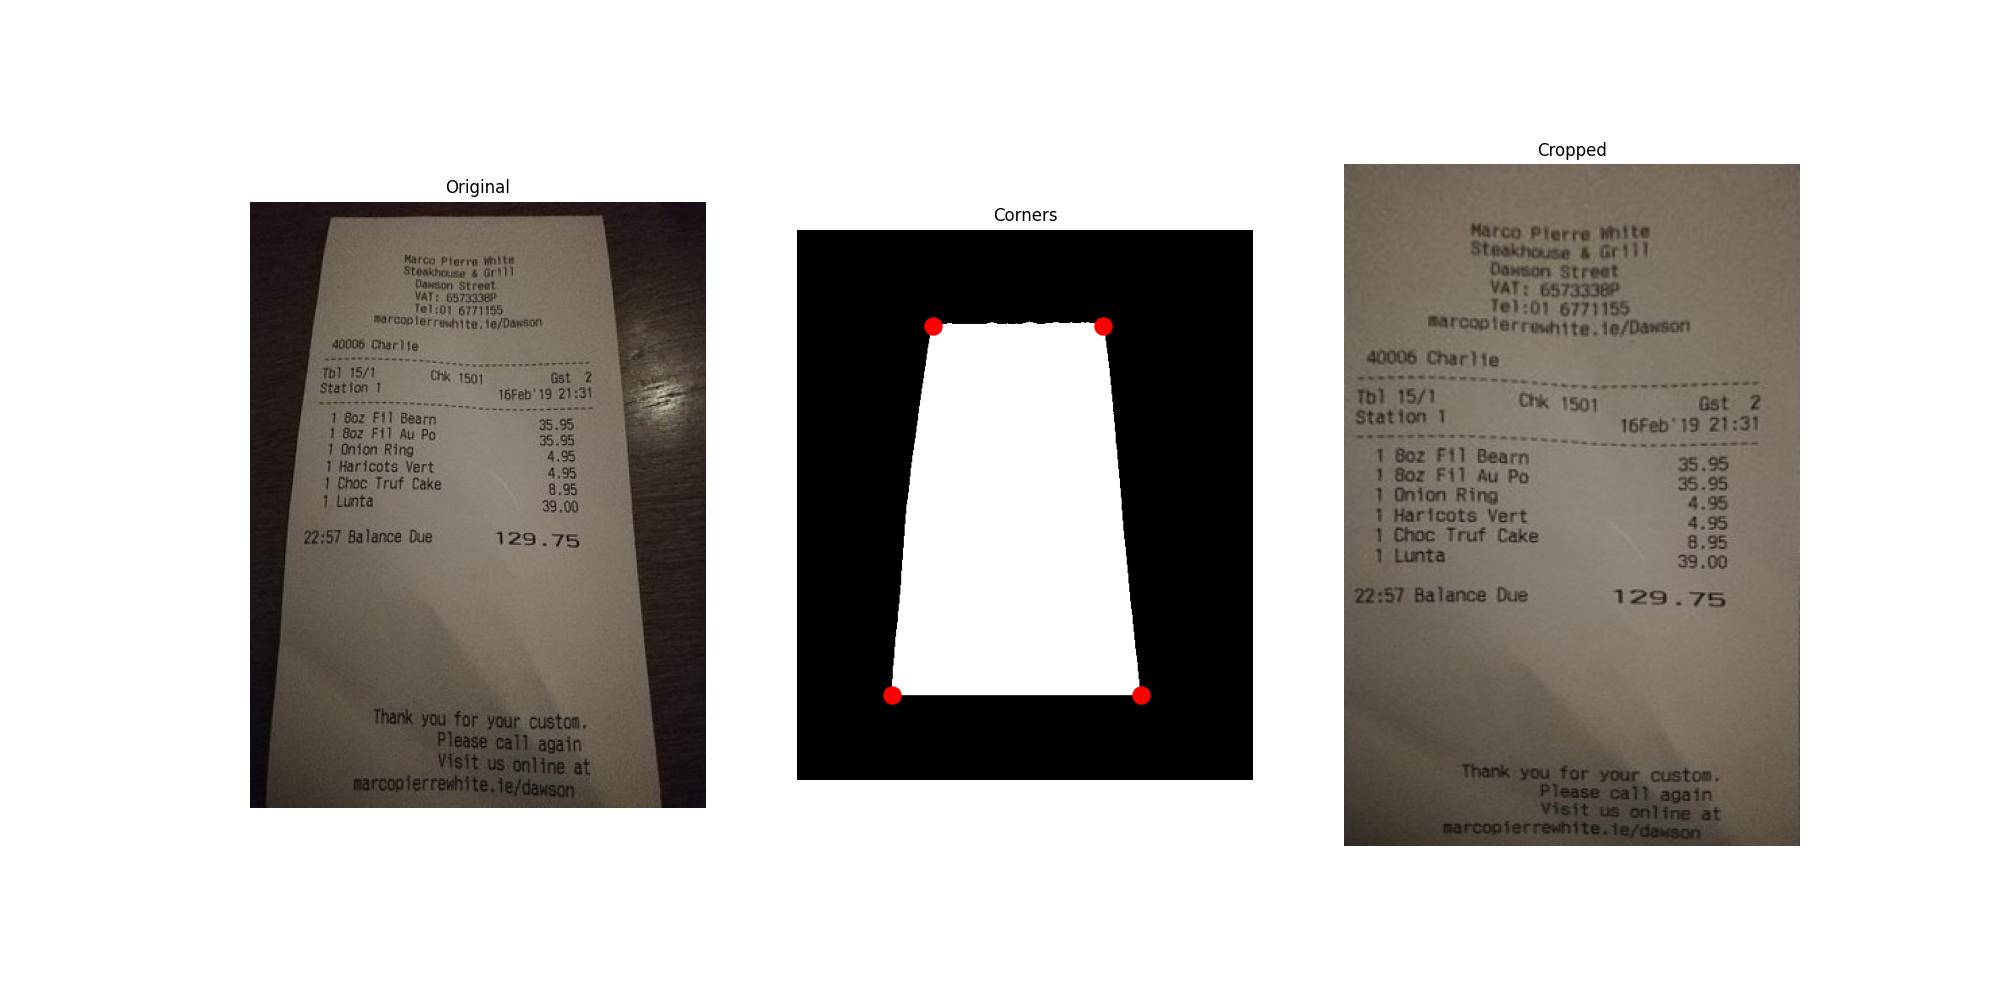 Original
Marco Pierre White
Steakhouse & Grill
Dawson Street
VAT: 6573338P
Tel:01 6771155
marcopierrewhite.ie/Dawson
40006 Charlie
Tbl 15/1 Chk 1501 Gst 2
Station 1 16Feb'19 21:31
1 8oz Fil Bearn 35.95
1 8oz Fil Au Po 35.95
1 Onion Ring 4.95
1 Haricots Vert 4.95
1 Choc Truf Cake 8.95
1 Lunta 39.00
22:57 Balance Due 129.75
Thank you for your custom.
Please call again
Visit us online at
marcopierrewhite.ie/dawson
Corners
Cropped
Marco Pierre White
Steakhouse & Grill
Dawson Street
VAT: 6573338P
Tel:01 6771155
marcopierrewhite.ie/Dawson
40006 Charlie
Tbl 15/1 Chk 1501 Gst 2
Station 1 16Feb'19 21:31
1 8oz Fil Bearn 35.95
1 8oz Fil Au Po 35.95
1 Onion Ring 4.95
1 Haricots Vert 4.95
1 Choc Truf Cake 8.95
1 Lunta 39.00
22:57 Balance Due 129.75
Thank you for your custom.
Please call again
Visit us online at
marcopierrewhite.ie/dawson